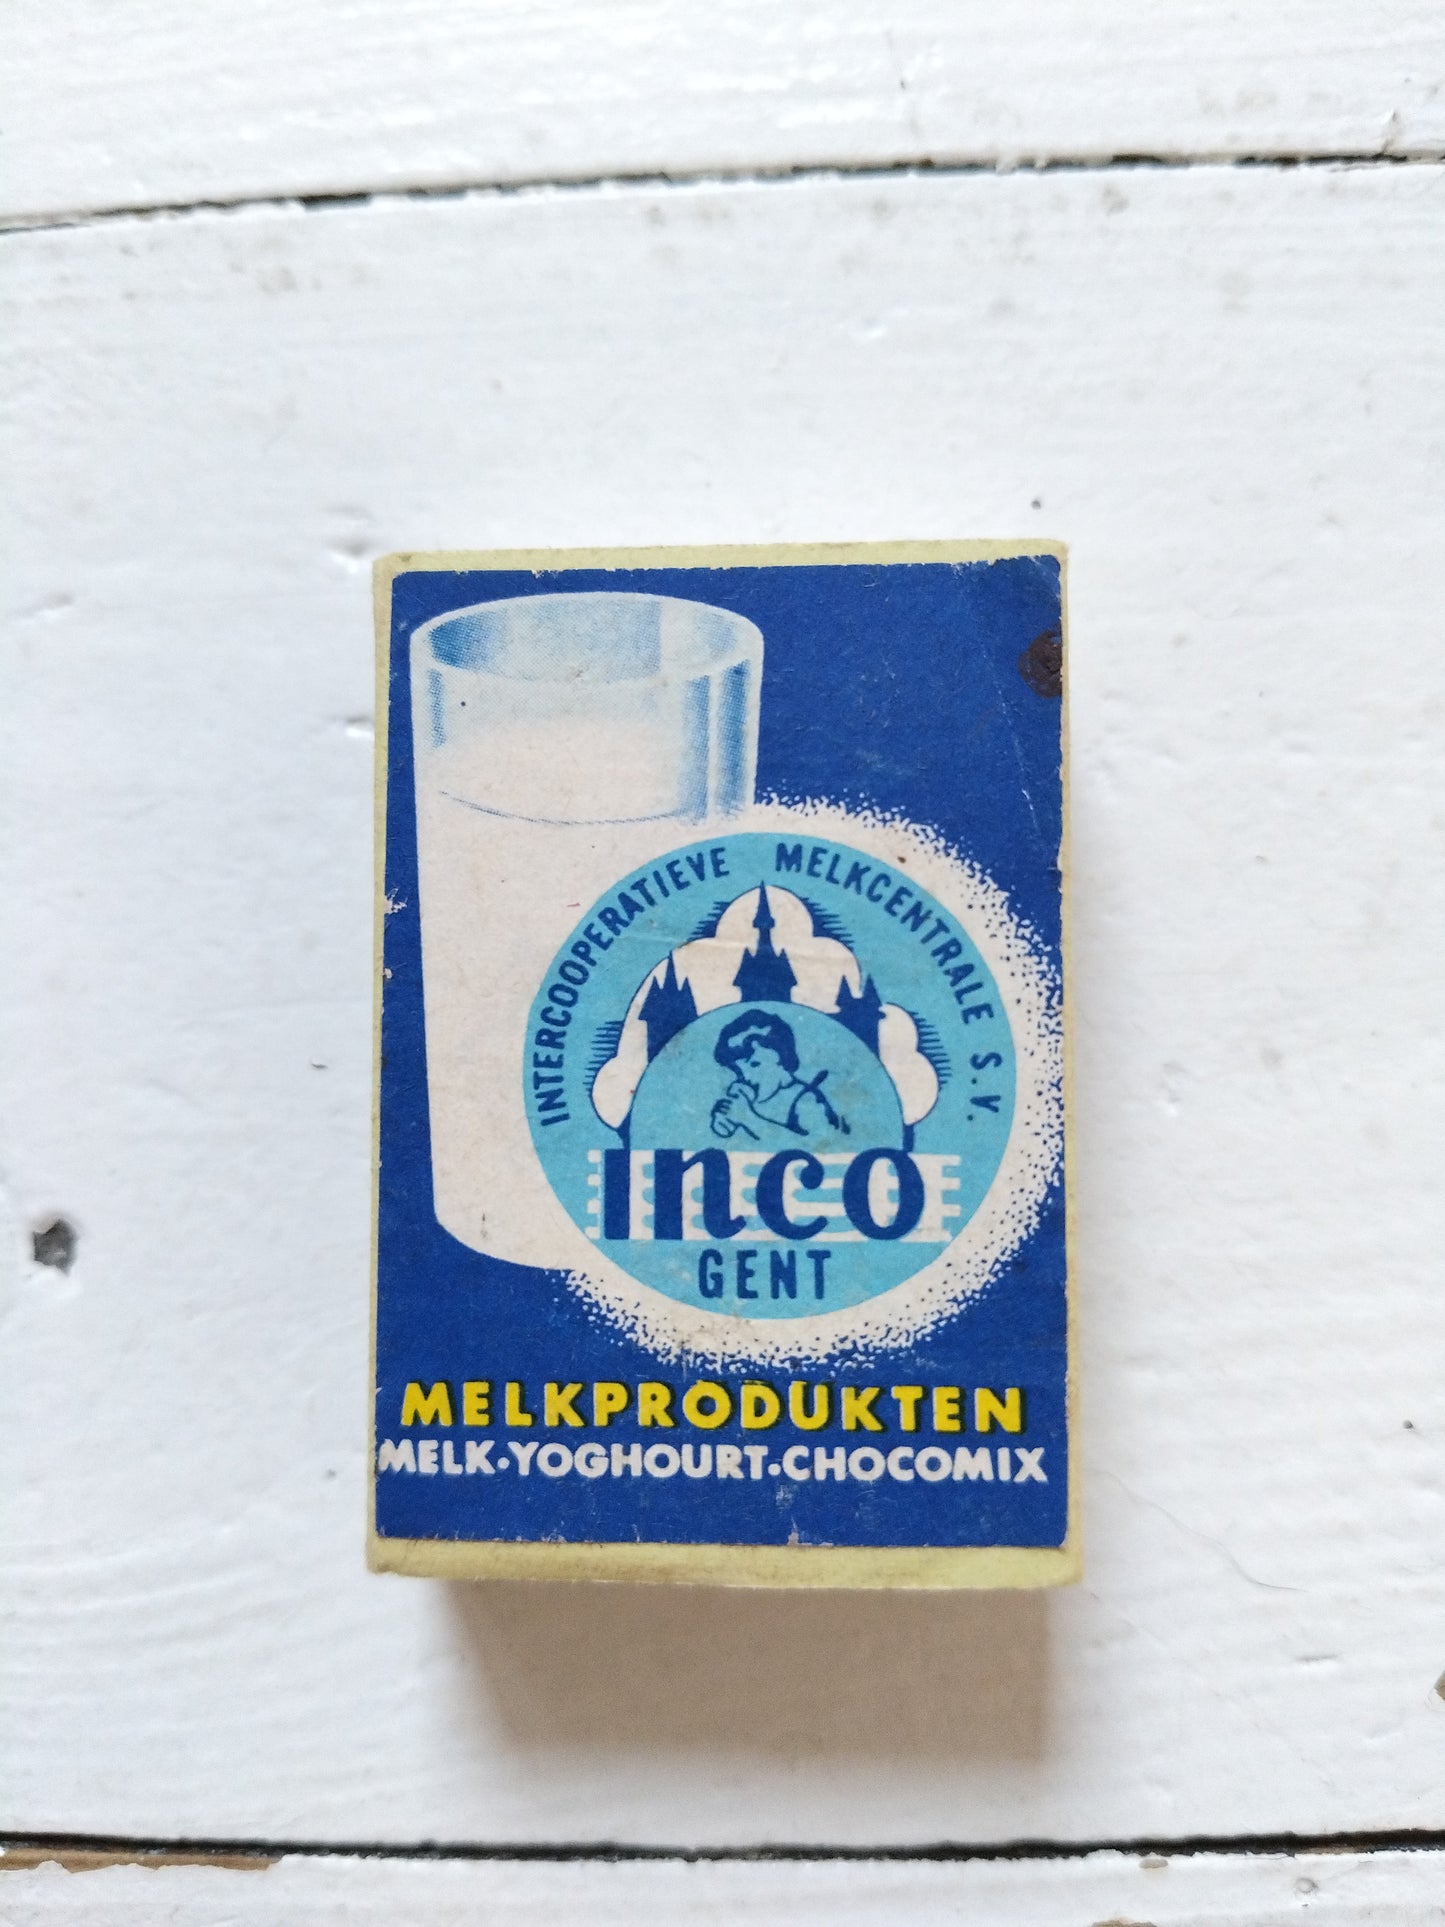 INTERCOOPERATIEVE MELKCENTRALE S.V.
inco
GENT
MELKPRODUKTEN
MELK·YOGHOURT·CHOCOMIX